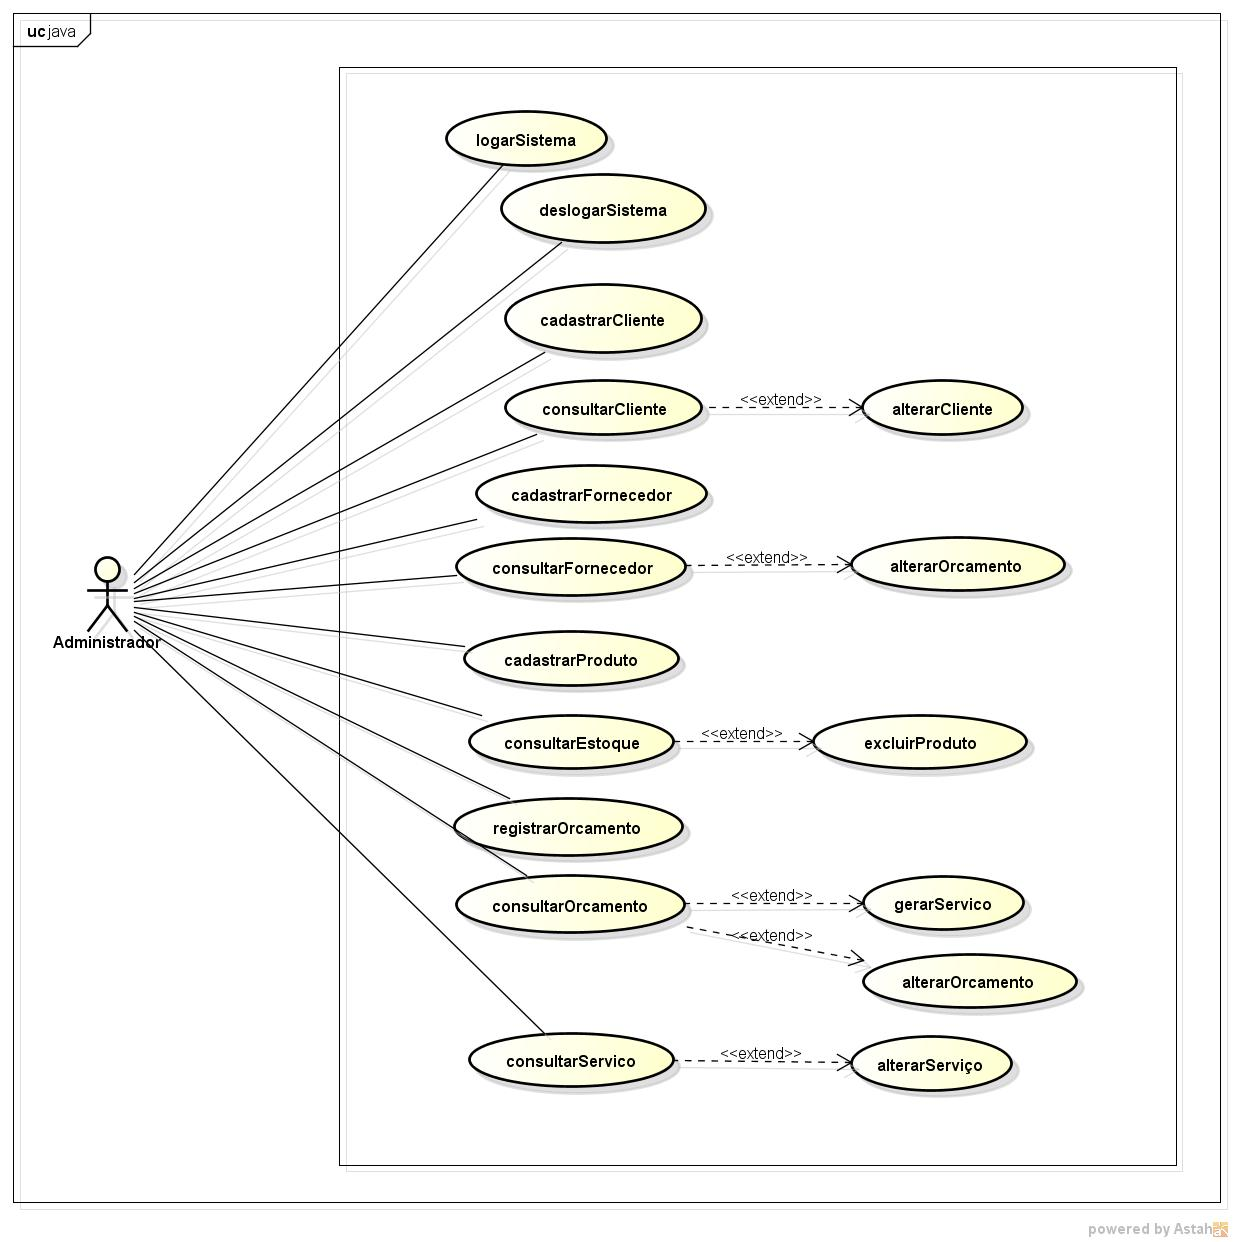 uc java
logarSistema
deslogarSistema
cadastrarCliente
consultarCliente
<<extend>>
alterarCliente
cadastrarFornecedor
consultarFornecedor
<<extend>>
alterarOrcamento
Administrador
cadastrarProduto
consultarEstoque
<<extend>>
excluirProduto
registrarOrcamento
consultarOrcamento
<<extend>>
gerarServico
<<extend>>
alterarOrcamento
consultarServico
<<extend>>
alterarServiço
powered by Astah